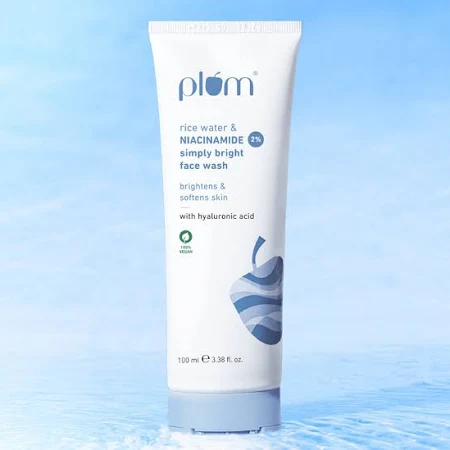 plum®
rice water &
NIACINAMIDE 2%
simply bright
face wash
brightens &
softens skin
with hyaluronic acid
100%
VEGAN
100 ml ℮ 3.38 fl. oz.